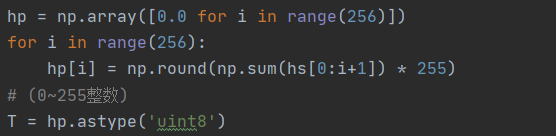 hp = np.array([0.0 for i in range(256)])
for i in range(256):
    hp[i] = np.round(np.sum(hs[0:i+1]) * 255)
# (0~255整数)
T = hp.astype('uint8')